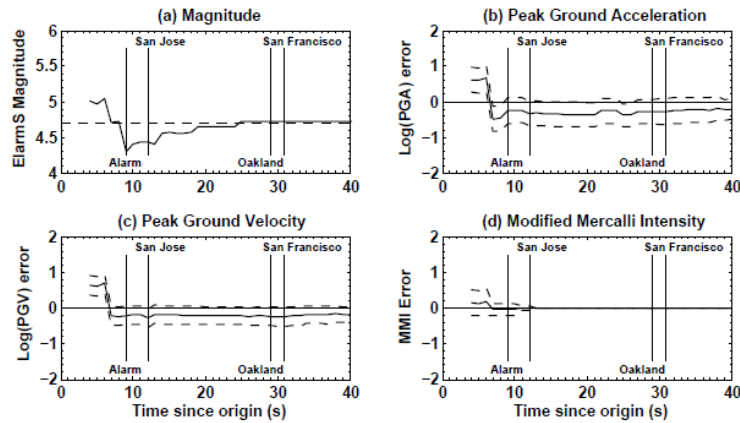 (a) Magnitude
ElarmS Magnitude
6
5.5
5
4.5
4
San Jose
San Francisco
Alarm
Oakland
0 10 20 30 40
(b) Peak Ground Acceleration
Log(PGA) error
2
1
0
−1
−2
San Jose
San Francisco
Alarm
Oakland
0 10 20 30 40
(c) Peak Ground Velocity
Log(PGV) error
2
1
0
−1
−2
San Jose
San Francisco
Alarm
Oakland
0 10 20 30 40
Time since origin (s)
(d) Modified Mercalli Intensity
MMI Error
2
1
0
−1
−2
San Jose
San Francisco
Alarm
Oakland
0 10 20 30 40
Time since origin (s)